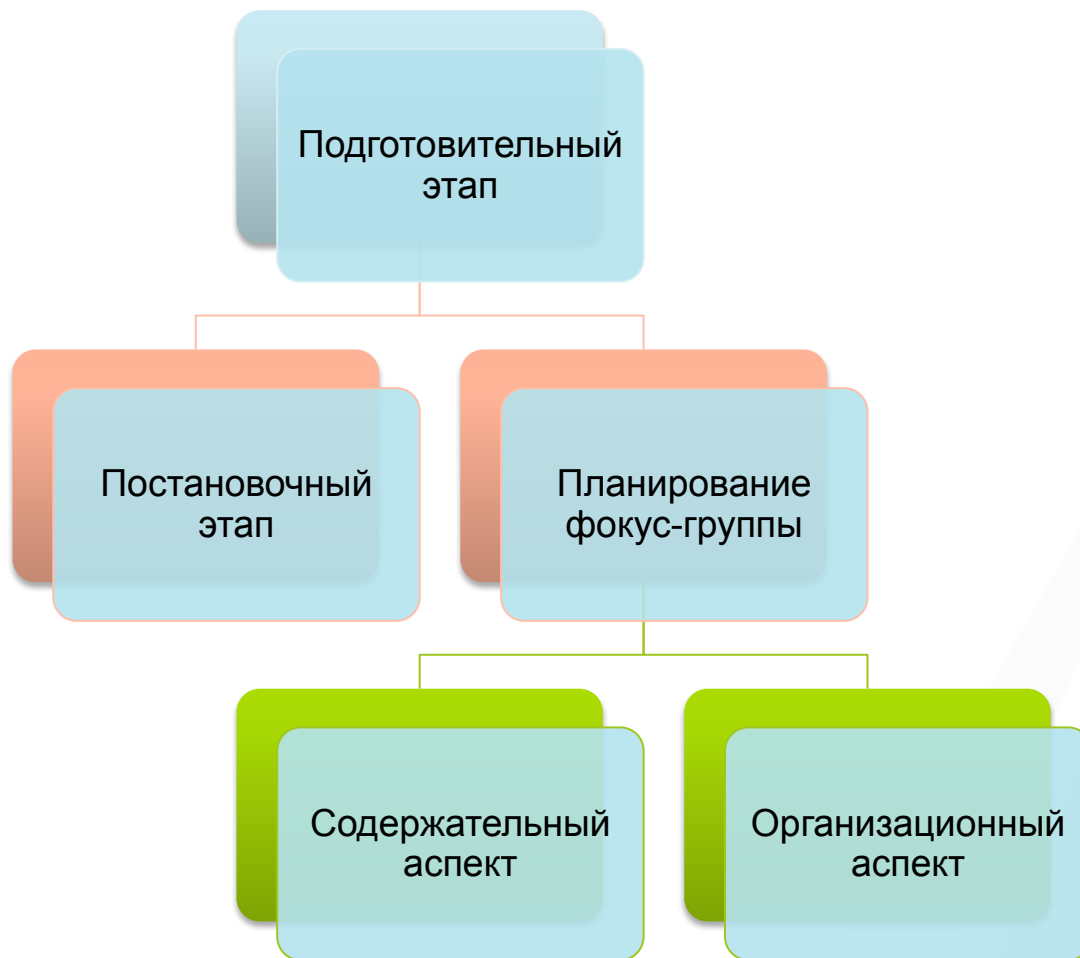 Подготовительный
этап
Постановочный
этап
Планирование
фокус-группы
Содержательный
аспект
Организационный
аспект